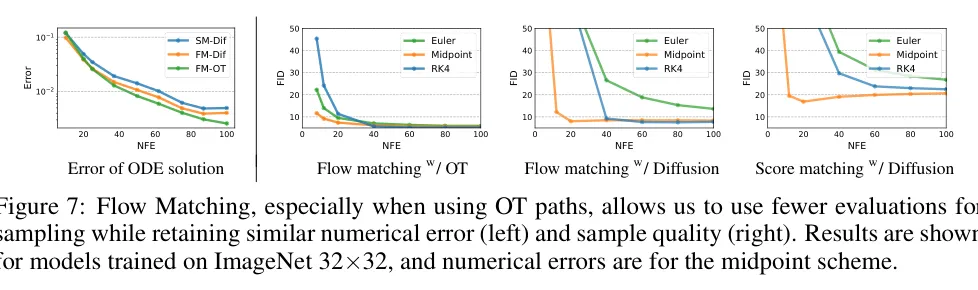 10⁻¹
10⁻²
Error
20 40 60 80 100
NFE
SM-Dif
FM-Dif
FM-OT
Error of ODE solution
50
40
30
20
10
FID
20 40 60 80 100
NFE
Euler
Midpoint
RK4
Flow matching w/ OT
50
40
30
20
10
FID
0 20 40 60 80 100
NFE
Euler
Midpoint
RK4
Flow matching w/ Diffusion
50
40
30
20
10
FID
0 20 40 60 80 100
NFE
Euler
Midpoint
RK4
Score matching w/ Diffusion
Figure 7: Flow Matching, especially when using OT paths, allows us to use fewer evaluations for
sampling while retaining similar numerical error (left) and sample quality (right). Results are shown
for models trained on ImageNet 32×32, and numerical errors are for the midpoint scheme.